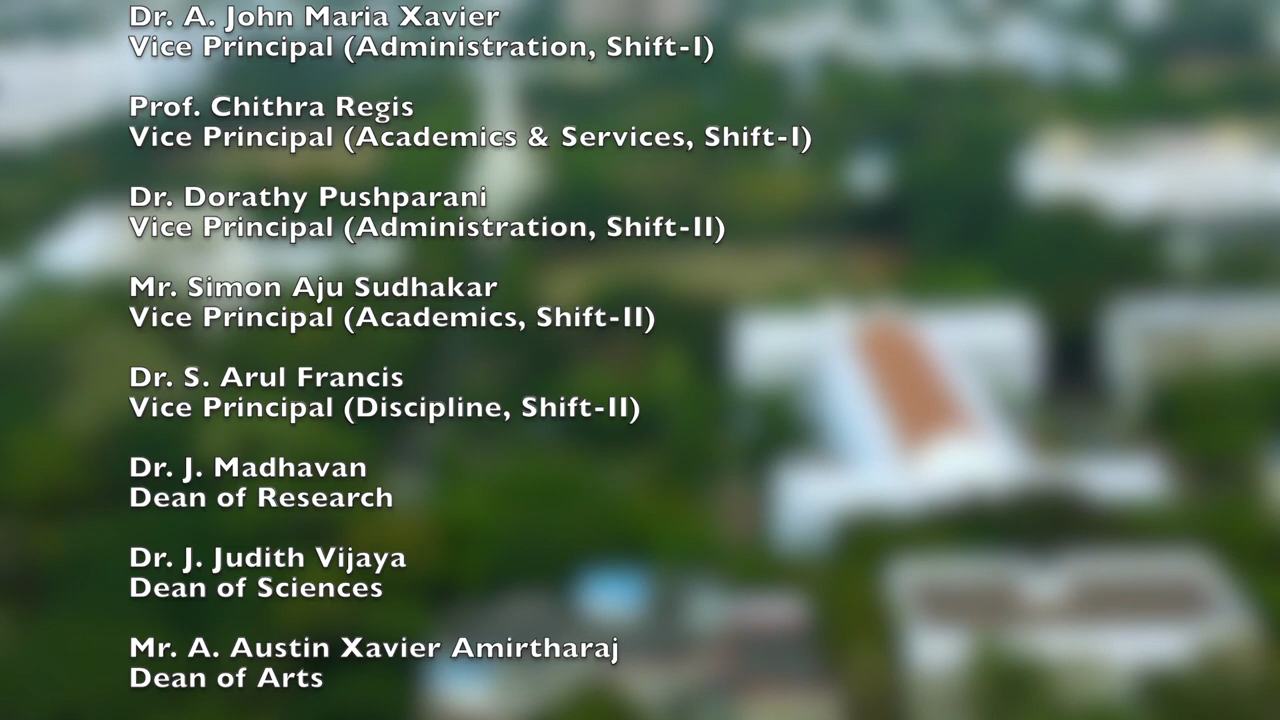 Dr. A. John Maria Xavier
Vice Principal (Administration, Shift-I)
Prof. Chithra Regis
Vice Principal (Academics & Services, Shift-I)
Dr. Dorathy Pushparani
Vice Principal (Administration, Shift-II)
Mr. Simon Aju Sudhakar
Vice Principal (Academics, Shift-II)
Dr. S. Arul Francis
Vice Principal (Discipline, Shift-II)
Dr. J. Madhavan
Dean of Research
Dr. J. Judith Vijaya
Dean of Sciences
Mr. A. Austin Xavier Amirtharaj
Dean of Arts